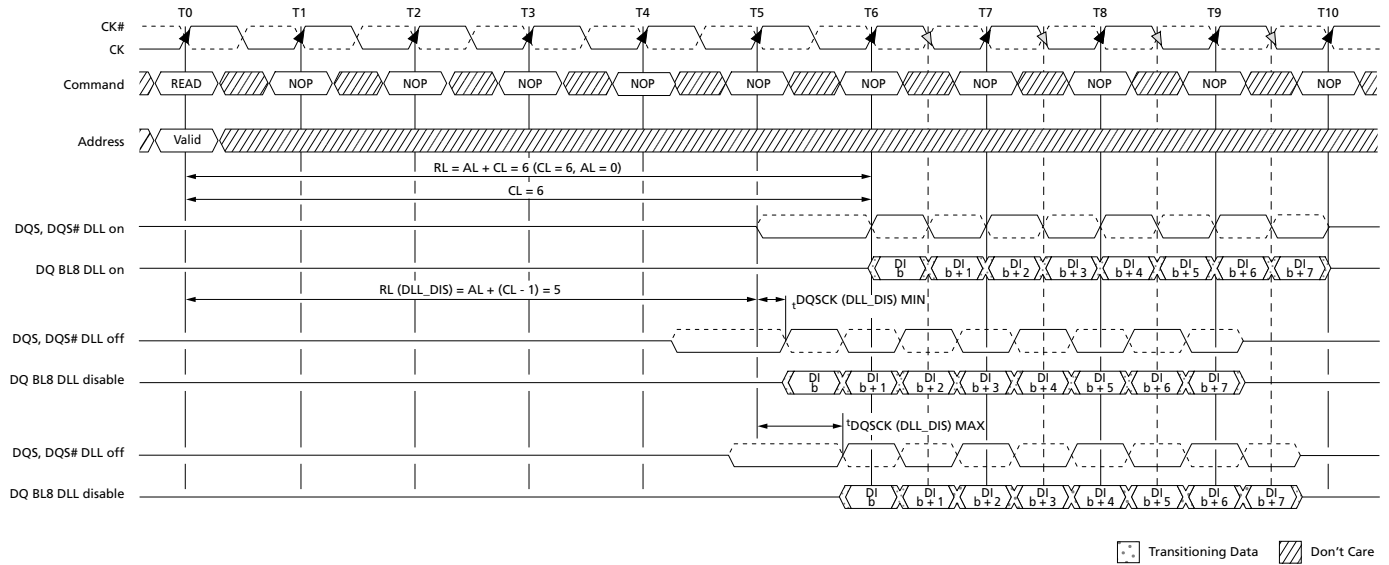 T0 T1 T2 T3 T4 T5 T6 T7 T8 T9 T10
CK#
CK
Command READ NOP NOP NOP NOP NOP NOP NOP NOP NOP NOP
Address Valid
RL = AL + CL = 6 (CL = 6, AL = 0)
CL = 6
DQS, DQS# DLL on
DQ BL8 DLL on DI b DI b + 1 DI b + 2 DI b + 3 DI b + 4 DI b + 5 DI b + 6 DI b + 7
RL (DLL_DIS) = AL + (CL - 1) = 5 tDQSCK (DLL_DIS) MIN
DQS, DQS# DLL off
DQ BL8 DLL disable DI b DI b + 1 DI b + 2 DI b + 3 DI b + 4 DI b + 5 DI b + 6 DI b + 7
tDQSCK (DLL_DIS) MAX
DQS, DQS# DLL off
DQ BL8 DLL disable DI b DI b + 1 DI b + 2 DI b + 3 DI b + 4 DI b + 5 DI b + 6 DI b + 7
Transitioning Data Don't Care